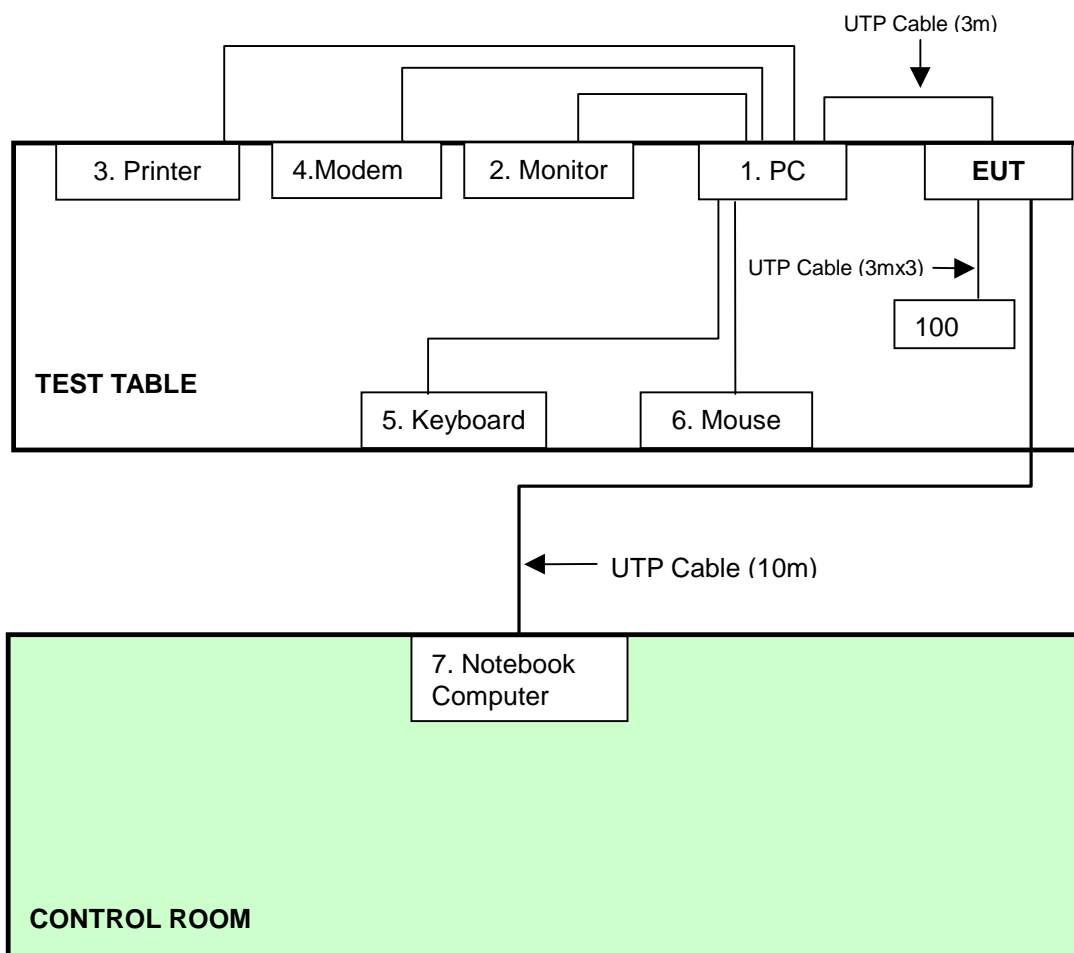 UTP Cable (3m)
3. Printer
4.Modem
2. Monitor
1. PC
EUT
UTP Cable (3mx3)
100
TEST TABLE
5. Keyboard
6. Mouse
UTP Cable (10m)
7. Notebook
Computer
CONTROL ROOM